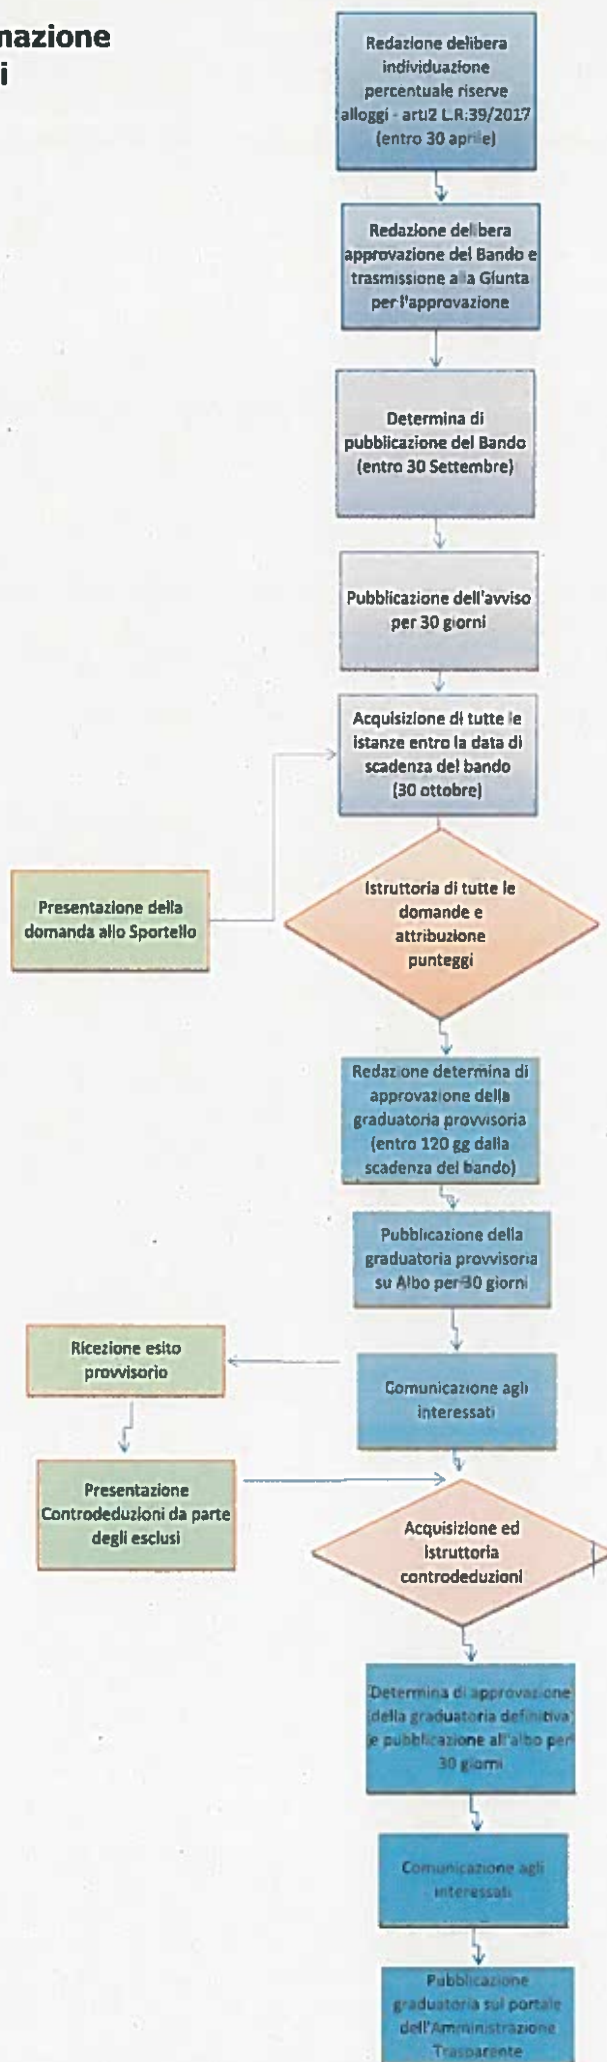 mazione
i
Redazione delibera
individuazione
percentuale riserve
alloggi - arti2 L.R.39/2017
(entro 30 aprile)
Redazione delibera
approvazione del Bando e
trasmissione alla Giunta
per l'approvazione
Determina di
pubblicazione del Bando
(entro 30 Settembre)
Pubblicazione dell'avviso
per 30 giorni
Acquisizione di tutte le
istanze entro la data di
scadenza del bando
(30 ottobre)
Presentazione della
domanda allo Sportello
Istruttoria di tutte le
domande e
attribuzione
punteggi
Redazione determina di
approvazione della
graduatoria provvisoria
(entro 120 gg dalla
scadenza del bando)
Pubblicazione della
graduatoria provvisoria
su Albo per 30 giorni
Ricezione esito
provvisorio
Comunicazione agli
interessati
Presentazione
Controdeduzioni da parte
degli esclusi
Acquisizione ed
istruttoria
controdeduzioni
Determina di approvazione
della graduatoria definitiva
e pubblicazione all'albo per
30 giorni
Comunicazione agli
interessati
Pubblicazione
graduatoria sul portale
dell'Amministrazione
Trasparente